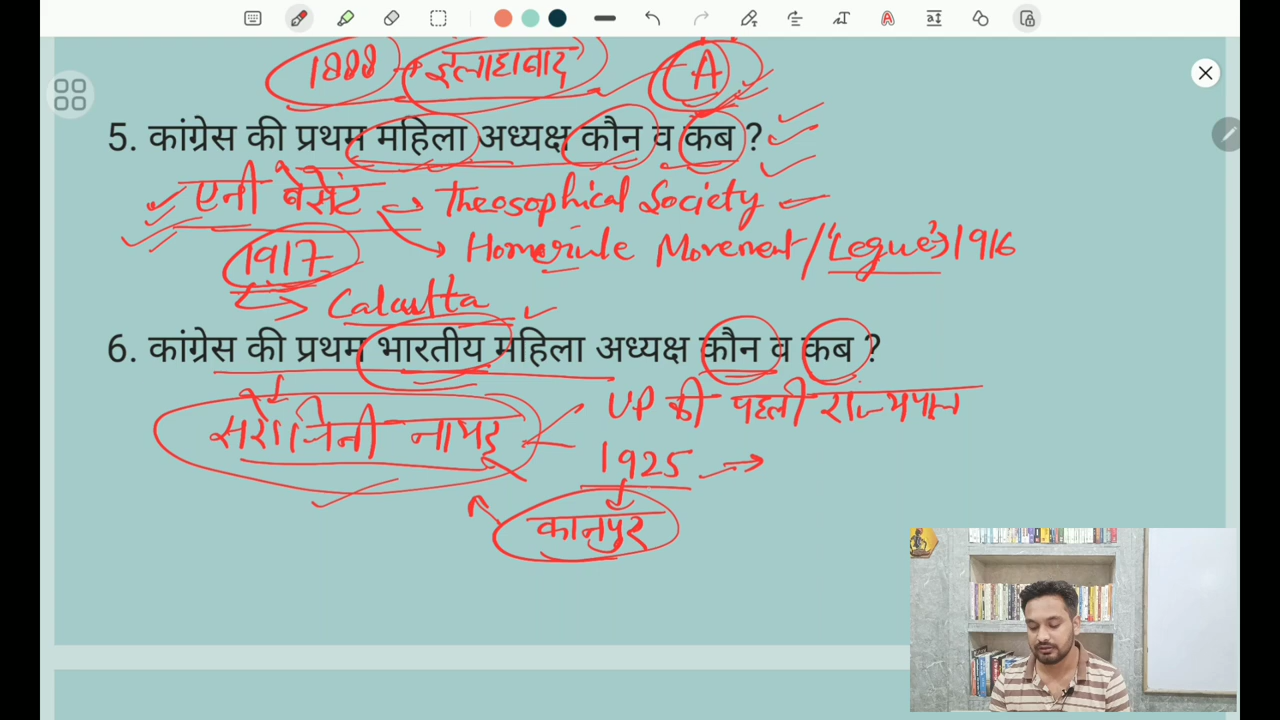 1888 → इलाहाबाद A
5. कांग्रेस की प्रथम महिला अध्यक्ष कौन व कब ?
एनी बेसेंट → Theosophical Society
→ Homerule Movement/'Legue') 1916
1917
→ Calcutta
6. कांग्रेस की प्रथम भारतीय महिला अध्यक्ष कौन व कब ?
UP की पहली राज्यपाल
सरोजिनी नायडू
1925 →
कानपुर